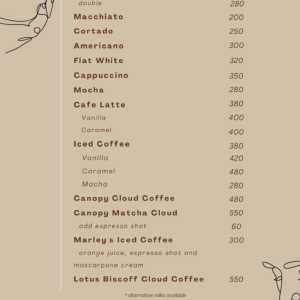 double 280
Macchiato 200
Cortado 250
Americano 300
Flat White 320
Cappuccino 350
Mocha 280
Cafe Latte 380
Vanilla 400
Caramel 400
Iced Coffee 380
Vanilla 420
Caramel 480
Mocha 280
Canopy Cloud Coffee 480
Canopy Matcha Cloud 550
add espresso shot 60
Marley's Iced Coffee 300
orange juice, espresso shot and
mascarpone cream
Lotus Biscoff Cloud Coffee 550
* alternative milks available